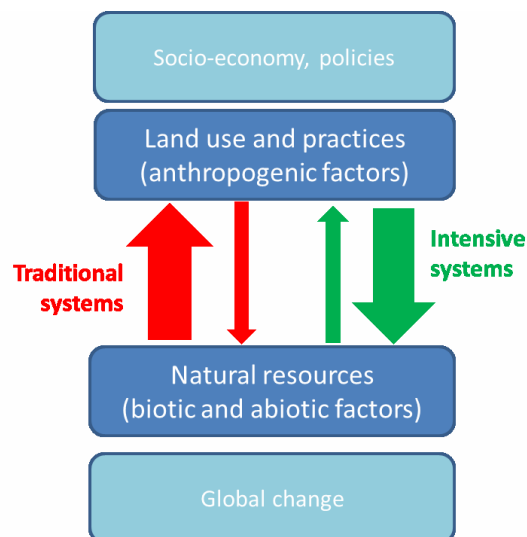 Socio-economy, policies
Land use and practices
(anthropogenic factors)
Traditional
systems
Intensive
systems
Natural resources
(biotic and abiotic factors)
Global change